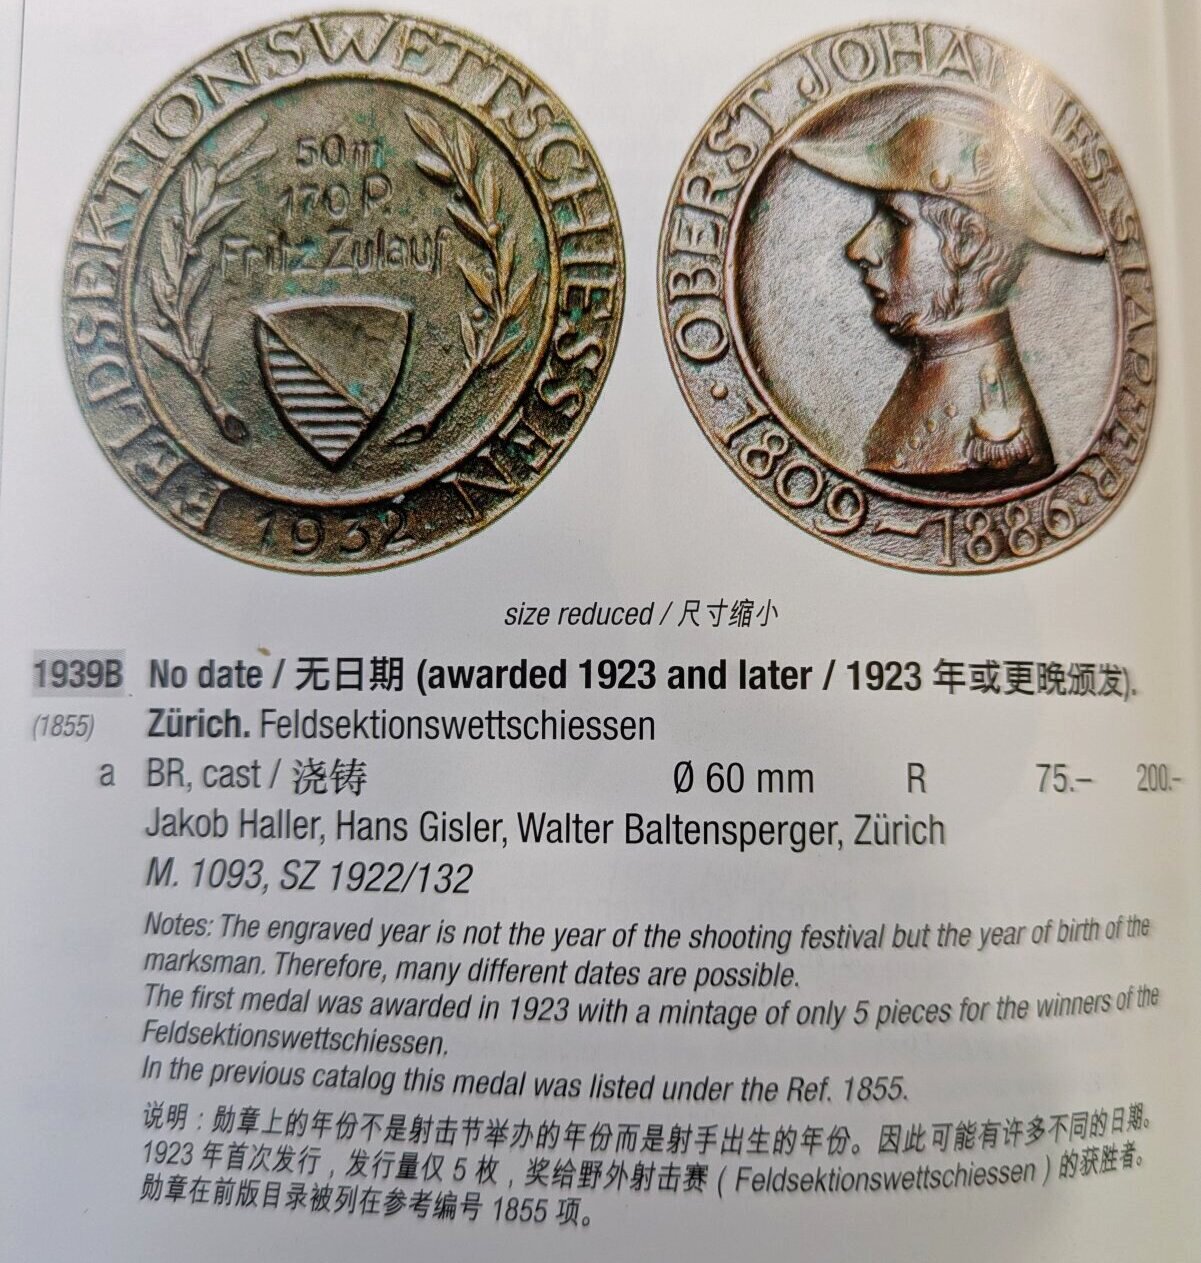 FELDSEKTIONSWETTSCHIESSEN
50m
170 P.
Fritz Zulauf
1932
OBERST JOHANNES STAPFER
· 1809–1886 ·
size reduced / 尺寸缩小
1939B No date / 无日期 (awarded 1923 and later / 1923 年或更晚颁发).
(1855) Zürich. Feldsektionswettschiessen
a BR, cast / 浇铸 Ø 60 mm R 75.– 200.–
Jakob Haller, Hans Gisler, Walter Baltensperger, Zürich
M. 1093, SZ 1922/132
Notes: The engraved year is not the year of the shooting festival but the year of birth of the
marksman. Therefore, many different dates are possible.
The first medal was awarded in 1923 with a mintage of only 5 pieces for the winners of the
Feldsektionswettschiessen.
In the previous catalog this medal was listed under the Ref. 1855.
说明：勋章上的年份不是射击节举办的年份而是射手出生的年份。因此可能有许多不同的日期。
1923 年首次发行，发行量仅 5 枚，奖给野外射击赛（Feldsektionswettschiessen）的获胜者。
勋章在前版目录被列在参考编号 1855 项。